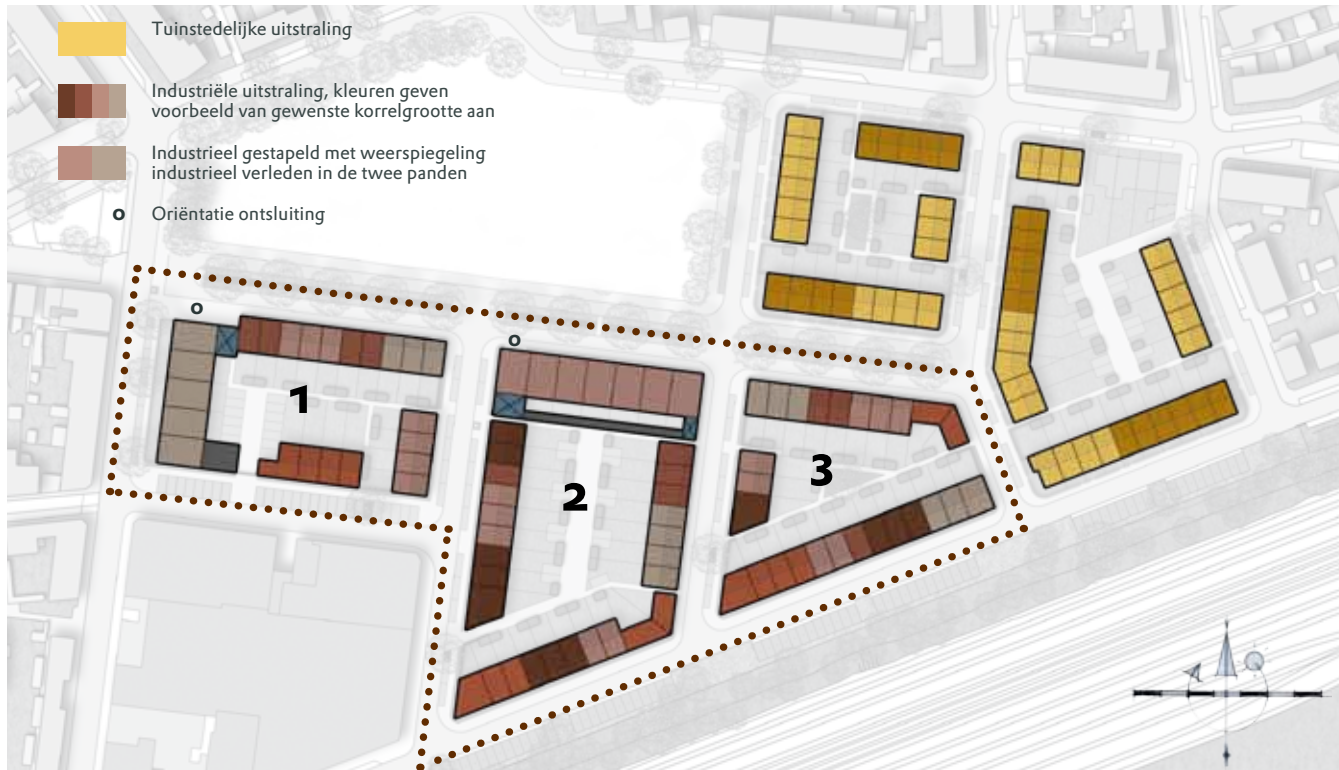 Tuinstedelijke uitstraling
Industriële uitstraling, kleuren geven
voorbeeld van gewenste korrelgrootte aan
Industrieel gestapeld met weerspiegeling
industrieel verleden in de twee panden
o Oriëntatie ontsluiting
o
o
1
2
3